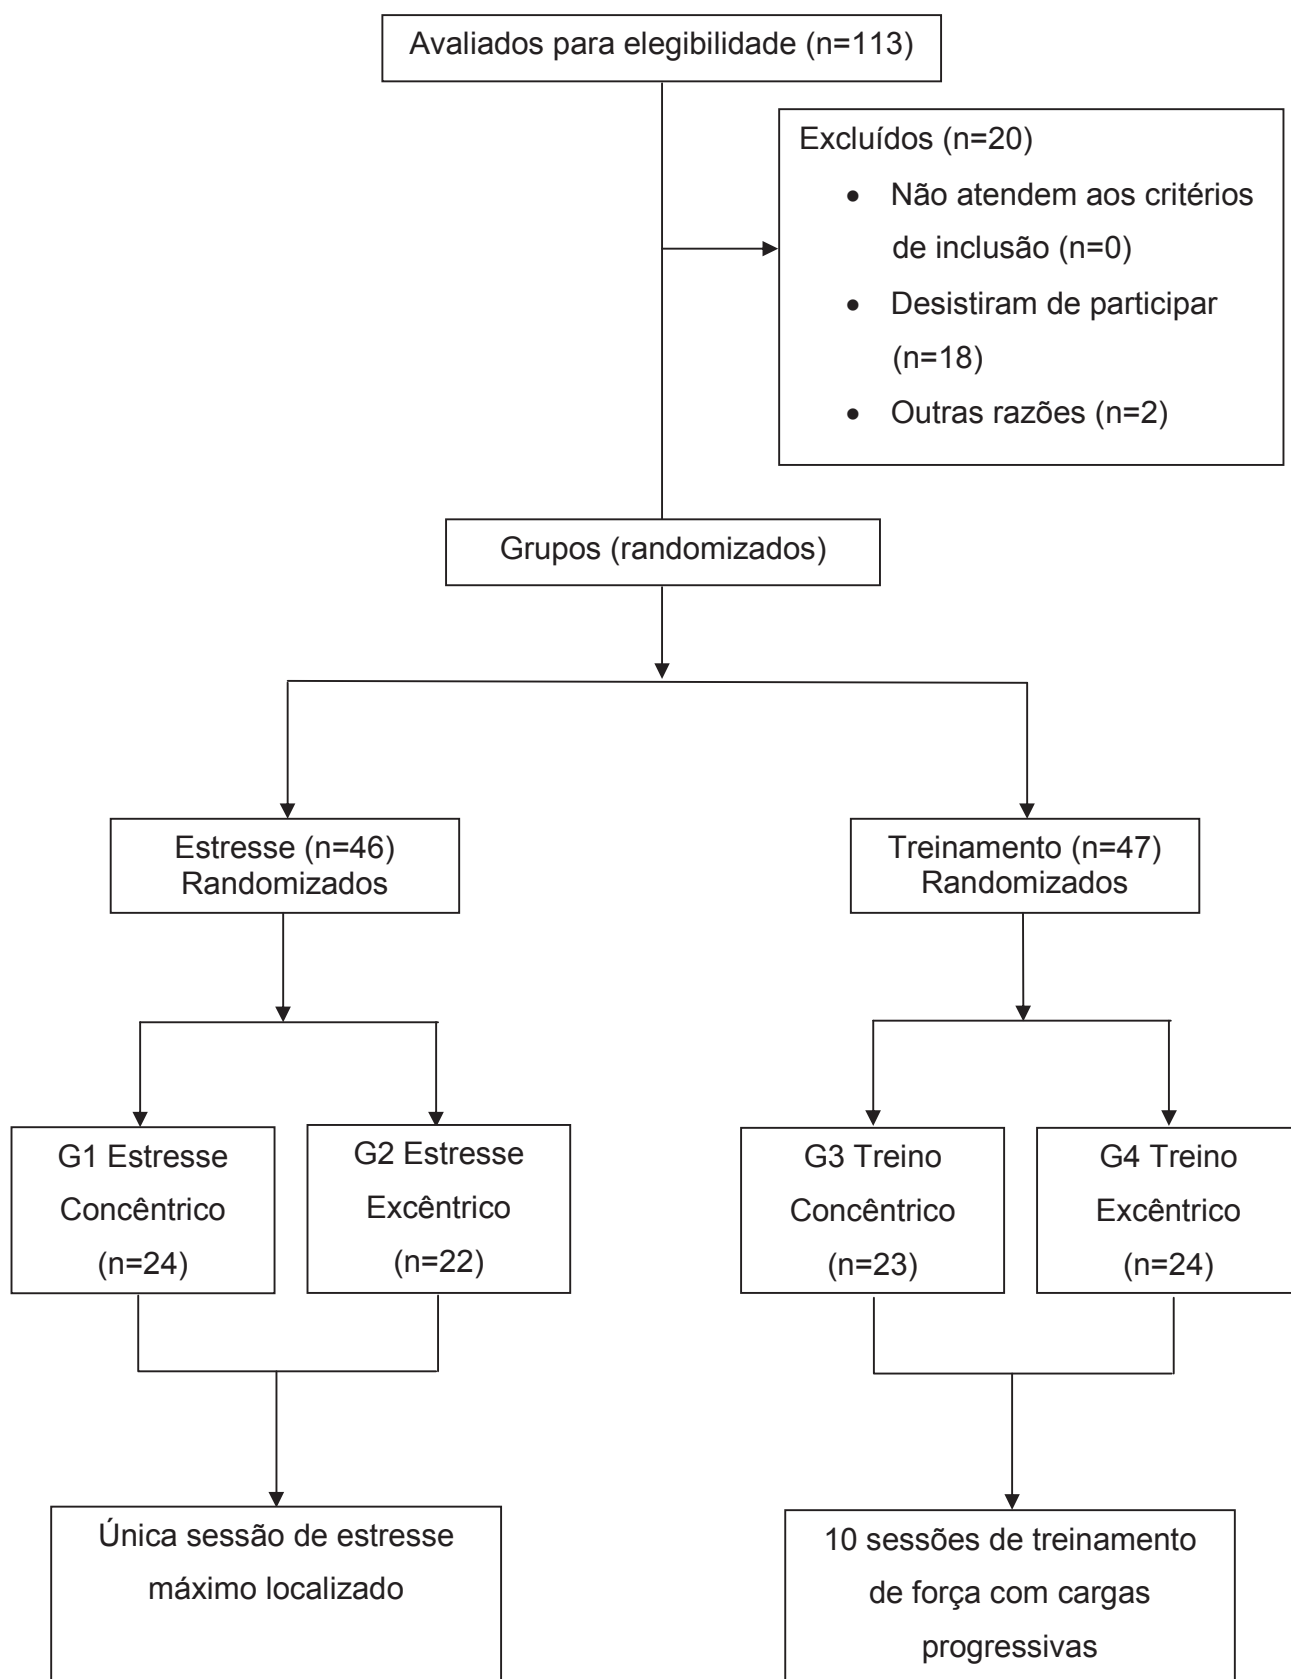 Avaliados para elegibilidade (n=113)
Excluídos (n=20)
• Não atendem aos critérios
de inclusão (n=0)
• Desistiram de participar
(n=18)
• Outras razões (n=2)
Grupos (randomizados)
Estresse (n=46)
Randomizados
Treinamento (n=47)
Randomizados
G1 Estresse
Concêntrico
(n=24)
G2 Estresse
Excêntrico
(n=22)
G3 Treino
Concêntrico
(n=23)
G4 Treino
Excêntrico
(n=24)
Única sessão de estresse
máximo localizado
10 sessões de treinamento
de força com cargas
progressivas